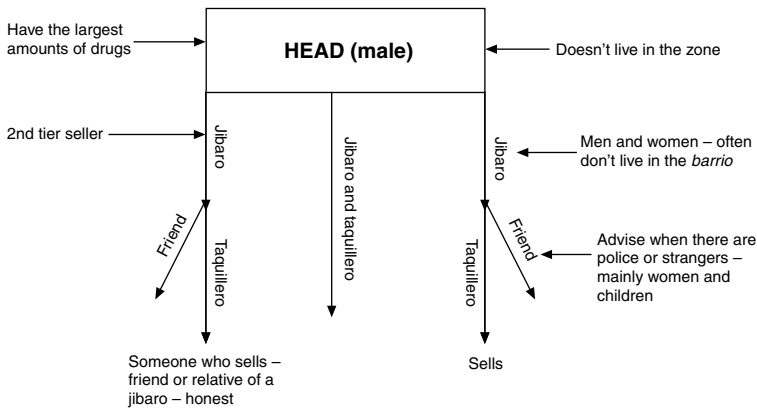 Have the largest
amounts of drugs
HEAD (male)
Doesn't live in the zone
2nd tier seller
Jibaro
Jibaro and taquillero
Jibaro
Men and women – often
don't live in the barrio
Friend
Taquillero
Taquillero
Friend
Advise when there are
police or strangers –
mainly women and
children
Someone who sells –
friend or relative of a
jibaro – honest
Sells